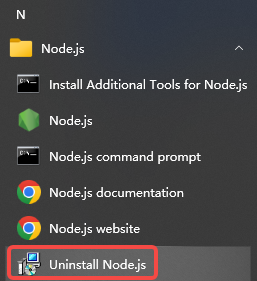 N
Node.js
Install Additional Tools for Node.js
Node.js
Node.js command prompt
Node.js documentation
Node.js website
Uninstall Node.js